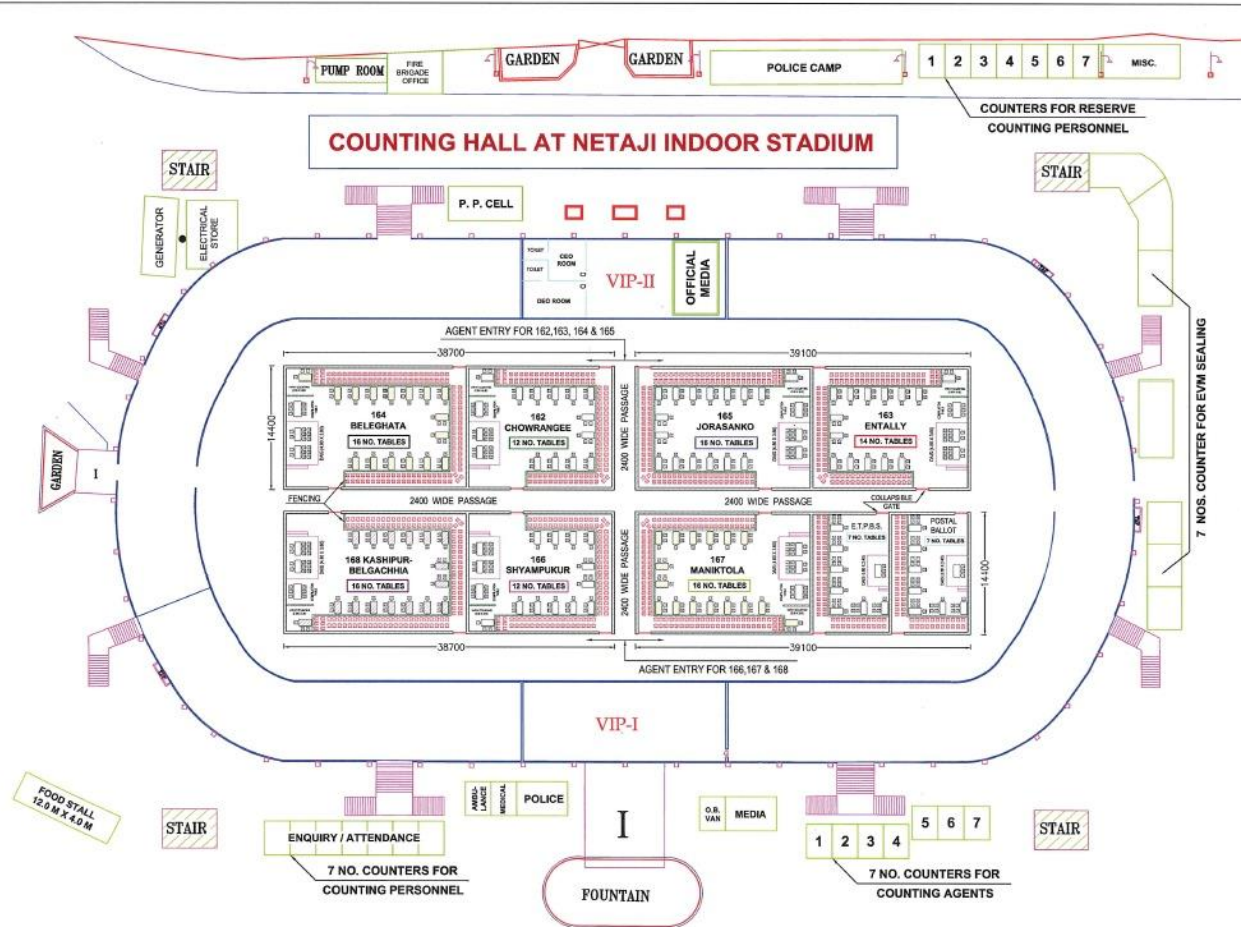 PUMP ROOM
FIRE
BRIGADE
OFFICE
GARDEN
GARDEN
POLICE CAMP
1 2 3 4 5 6 7
MISC.
COUNTERS FOR RESERVE
COUNTING PERSONNEL
COUNTING HALL AT NETAJI INDOOR STADIUM
STAIR
STAIR
P. P. CELL
GENERATOR
ELECTRICAL
STORE
TOILET
TOILET
CEO
ROOM
DEO ROOM
VIP-II
OFFICIAL
MEDIA
AGENT ENTRY FOR 162,163, 164 & 165
38700
39100
14400
164
BELEGHATA
16 NO. TABLES
162
CHOWRANGEE
12 NO. TABLES
2400 WIDE PASSAGE
165
JORASANKO
163
ENTALLY
14 NO. TABLES
GARDEN
I
FENCING
2400 WIDE PASSAGE
2400 WIDE PASSAGE
COLLAPSIBLE
GATE
7 NOS. COUNTER FOR EVM SEALING
168 KASHIPUR-
BELGACHHIA
16 NO. TABLES
166
SHYAMPUKUR
12 NO. TABLES
2400 WIDE PASSAGE
167
MANIKTOLA
16 NO. TABLES
E.T.P.B.S.
7 NO. TABLES
POSTAL
BALLOT
7 NO. TABLES
14400
38700
39100
AGENT ENTRY FOR 166,167 & 168
VIP-I
FOOD STALL
12.0 M X 4.0 M
STAIR
ENQUIRY / ATTENDANCE
7 NO. COUNTERS FOR
COUNTING PERSONNEL
AMBU-
LANCE
MEDICAL
POLICE
I
FOUNTAIN
O.B.
VAN
MEDIA
1 2 3 4
5 6 7
7 NO. COUNTERS FOR
COUNTING AGENTS
STAIR